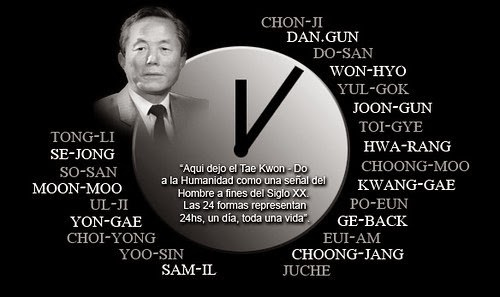 CHON-JI
DAN.GUN
DO-SAN
WON-HYO
YUL-GOK
JOON-GUN
TOI-GYE
HWA-RANG
CHOONG-MOO
KWANG-GAE
PO-EUN
GE-BACK
EUI-AM
CHOONG-JANG
JUCHE
TONG-LI
SE-JONG
SO-SAN
MOON-MOO
UL-JI
YON-GAE
CHOI-YONG
YOO-SIN
SAM-IL
“Aqui dejo el Tae Kwon - Do
a la Humanidad como una señal del
Hombre a fines del Siglo XX.
Las 24 formas representan
24hs, un día, toda una vida”.